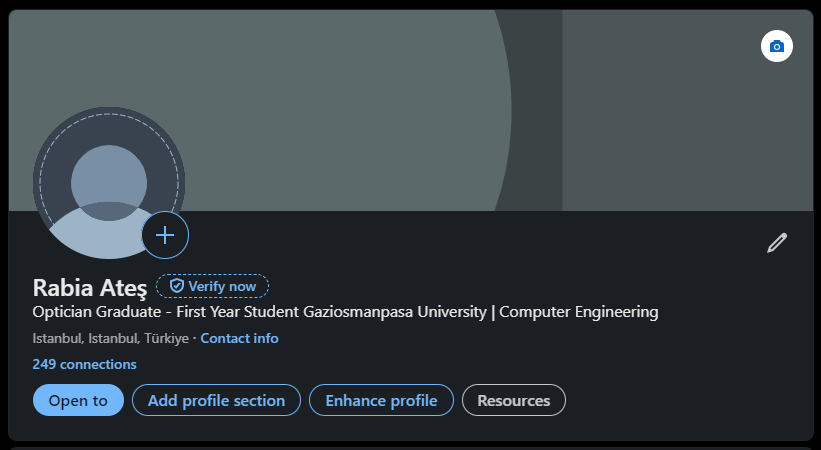 Rabia Ateş Verify now
Optician Graduate - First Year Student Gaziosmanpasa University | Computer Engineering
Istanbul, Istanbul, Türkiye · Contact info
249 connections
Open to Add profile section Enhance profile Resources